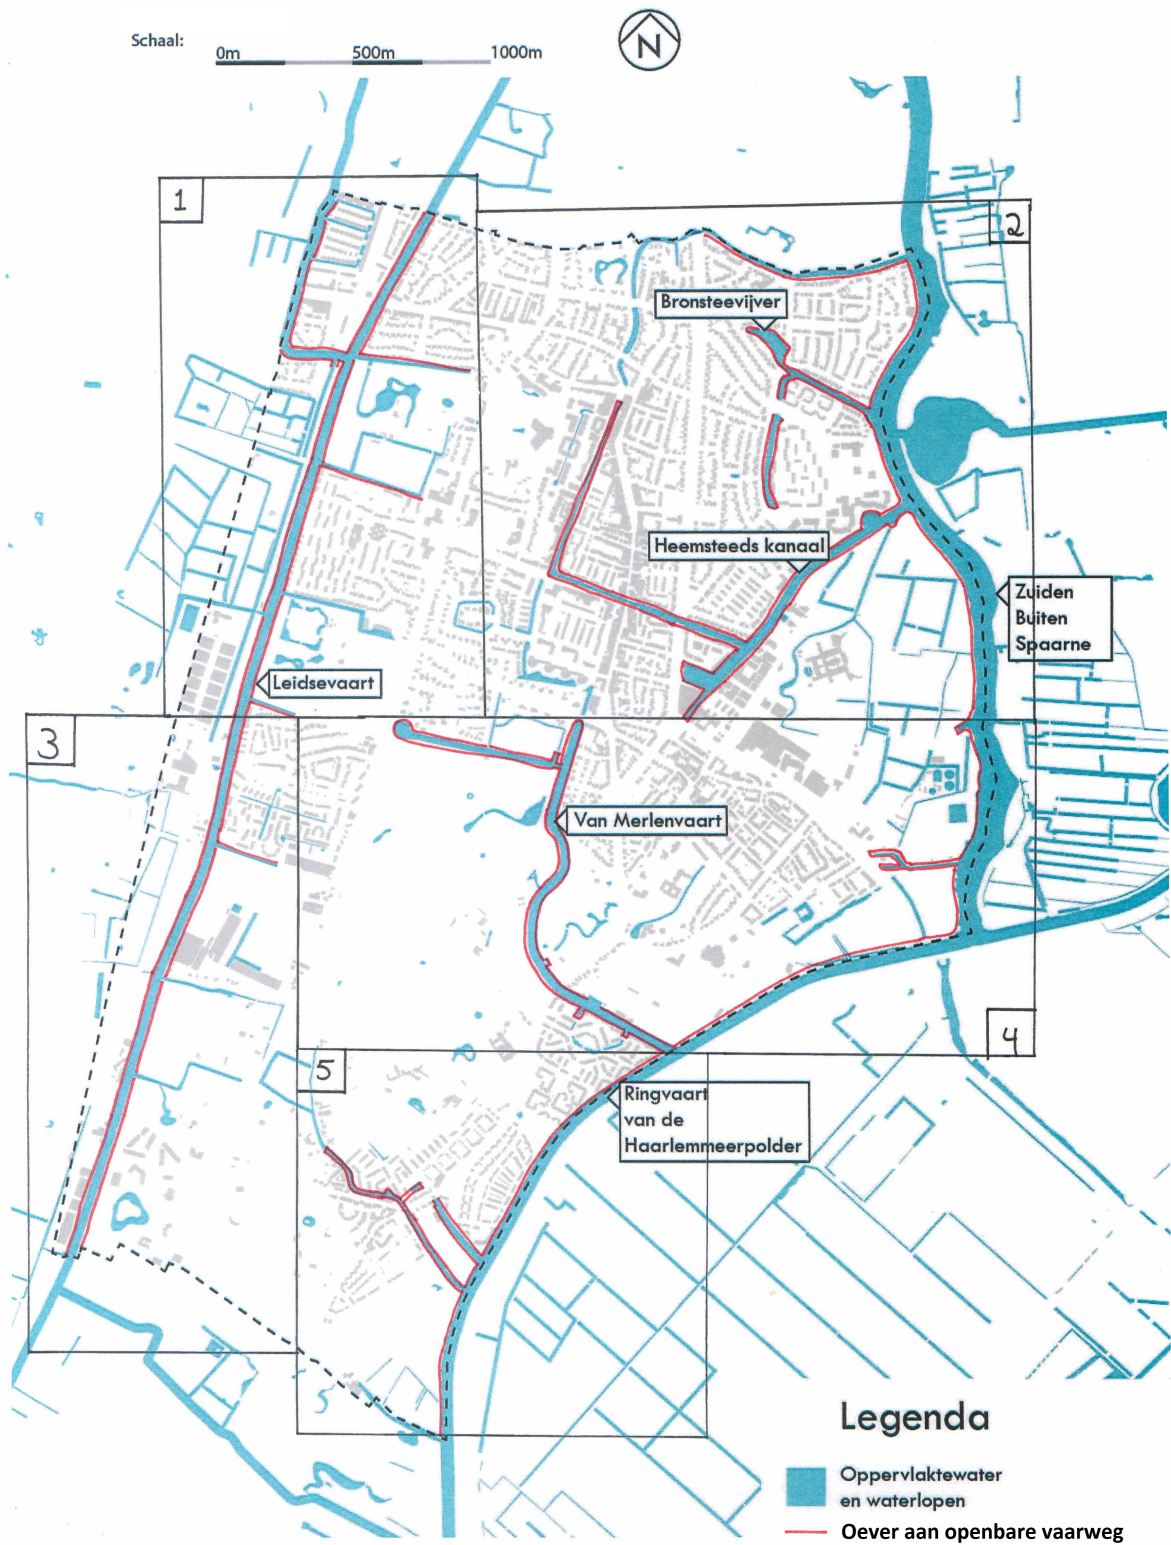 Schaal:
0m 500m 1000m
N
1
2
Bronsteevijver
Heemsteeds kanaal
Zuiden
Buiten
Spaarne
Leidsevaart
3
Van Merlenvaart
4
5
Ringvaart
van de
Haarlemmeerpolder
Legenda
Oppervlaktewater
en waterlopen
Oever aan openbare vaarweg